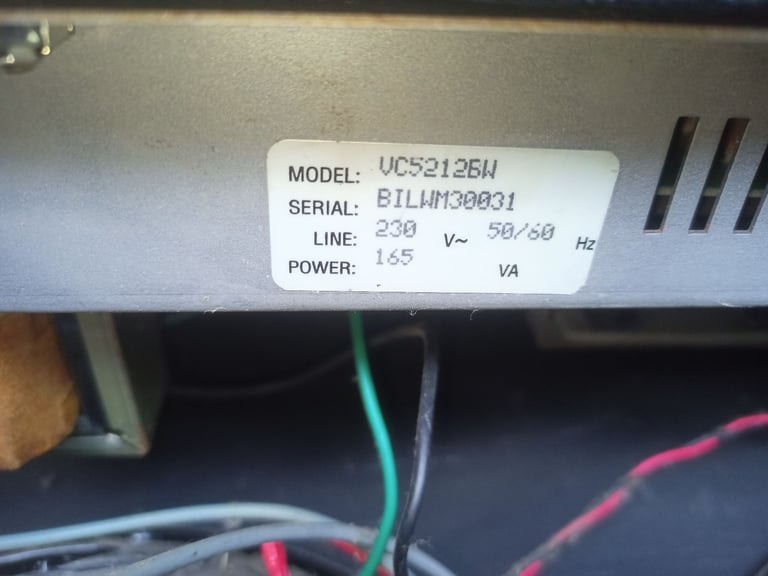 MODEL: VC5212BW
SERIAL: BILWM30031
LINE: 230 V~ 50/60 Hz
POWER: 165 VA